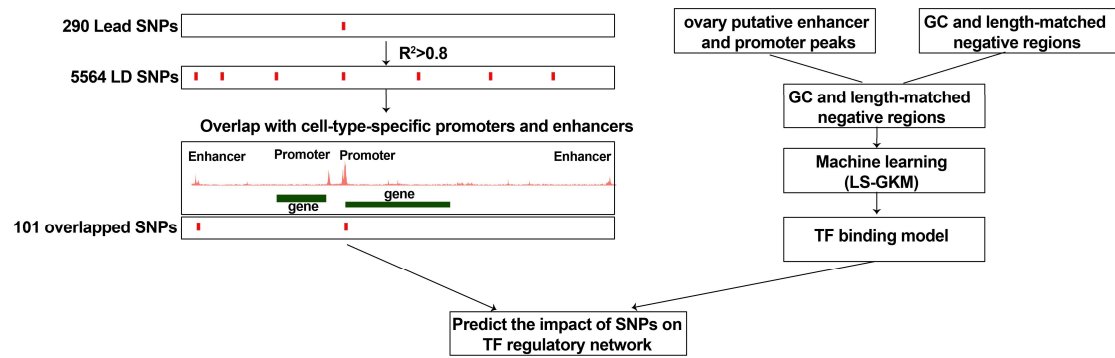 290 Lead SNPs
R²>0.8
5564 LD SNPs
Overlap with cell-type-specific promoters and enhancers
Enhancer Promoter Promoter Enhancer
gene
gene
101 overlapped SNPs
ovary putative enhancer
and promoter peaks
GC and length-matched
negative regions
GC and length-matched
negative regions
Machine learning
(LS-GKM)
TF binding model
Predict the impact of SNPs on
TF regulatory network